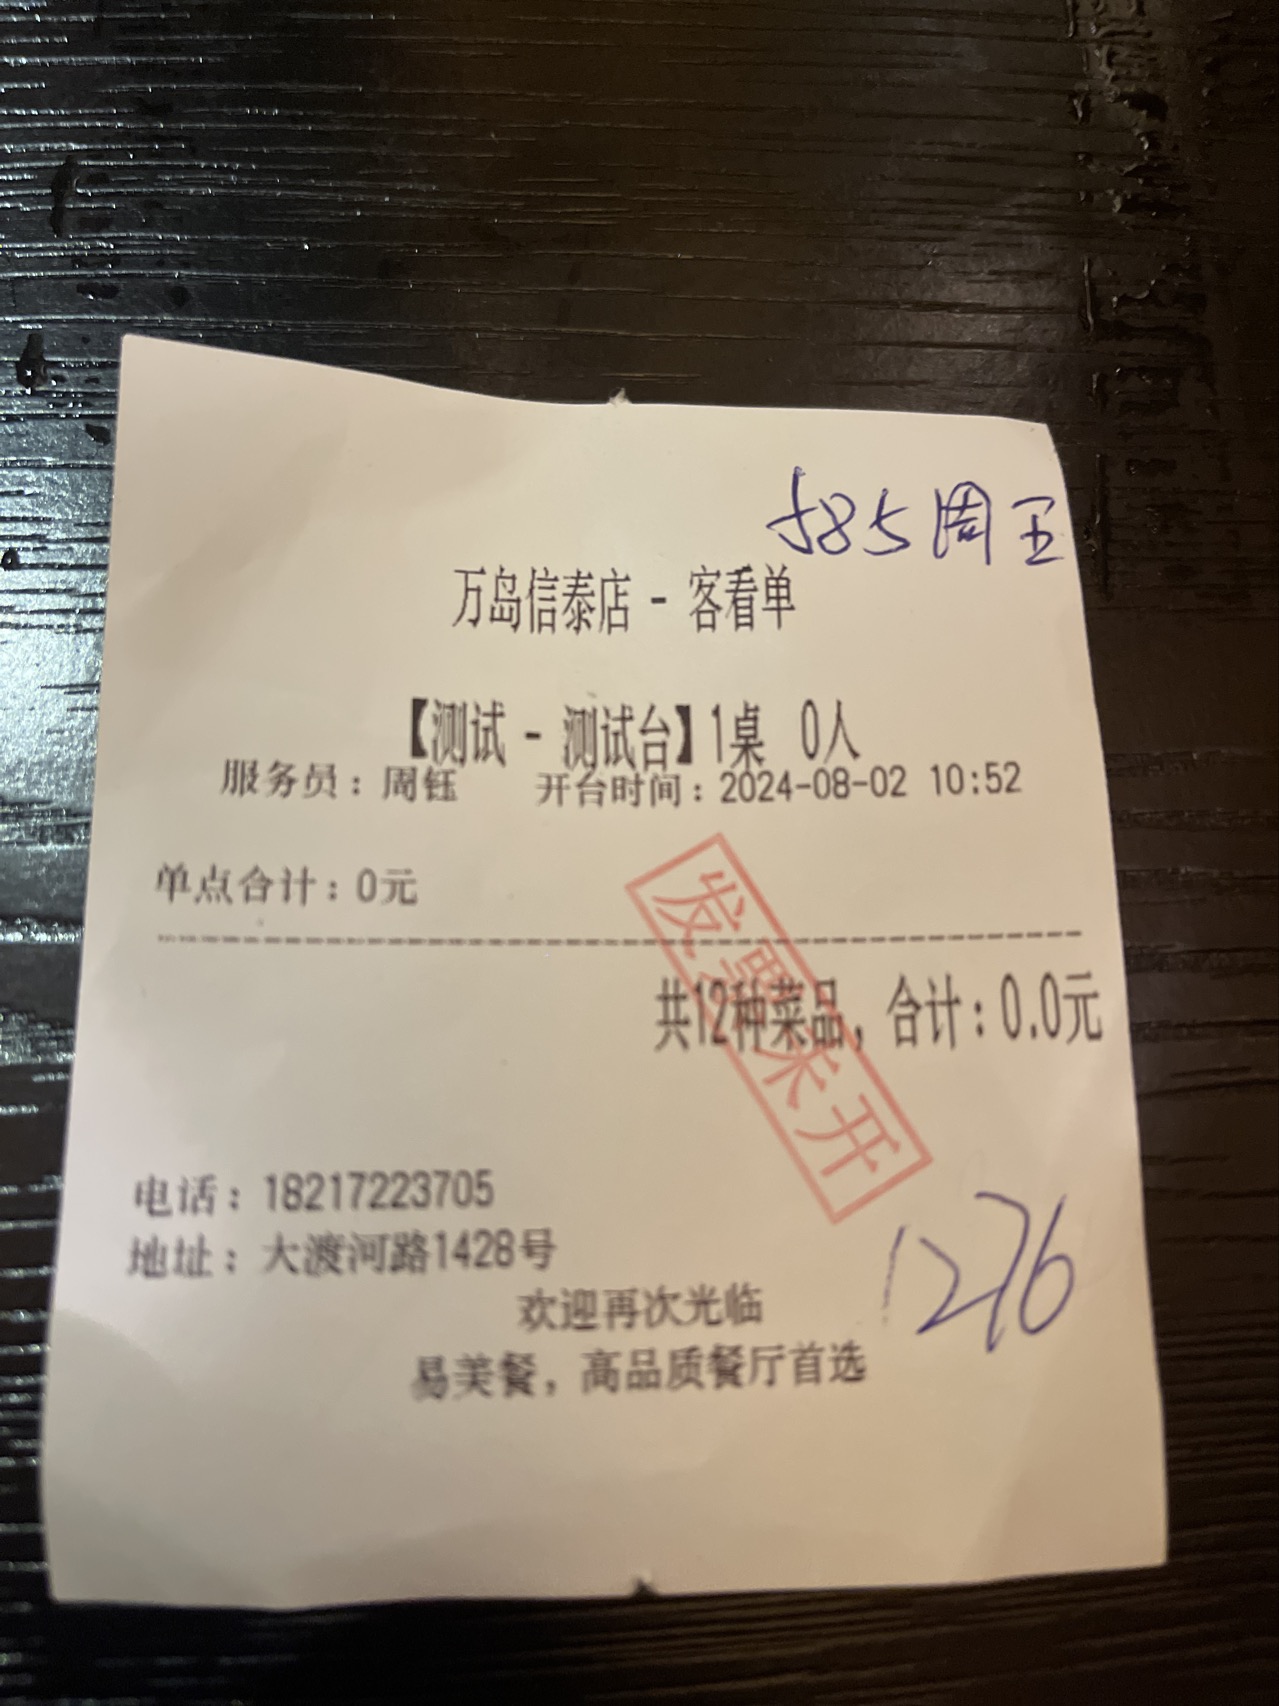 585周五
万岛信泰店 - 客看单
【测试 - 测试台】1桌 0人
服务员：周钰 开台时间：2024-08-02 10:52
单点合计：0元
共12种菜品，合计：0.0元
发票未开
电话：18217223705
地址：大渡河路1428号
1276
欢迎再次光临
易美餐，高品质餐厅首选